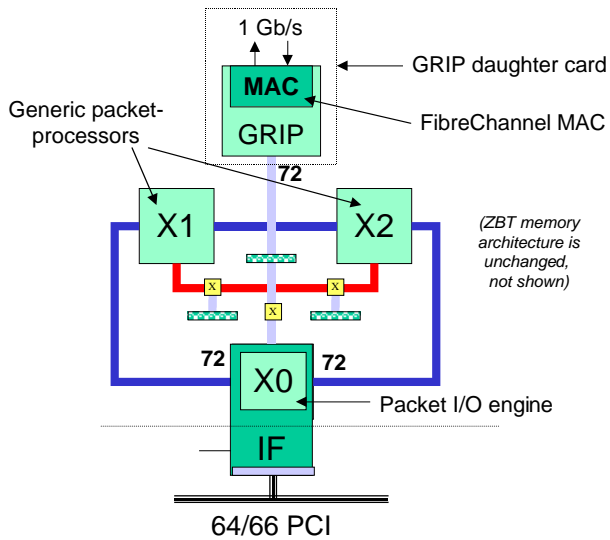 1 Gb/s
MAC
GRIP
GRIP daughter card
FibreChannel MAC
Generic packet-
processors
72
X1
X2
(ZBT memory
architecture is
unchanged,
not shown)
X
X
X
72
72
X0
Packet I/O engine
IF
64/66 PCI